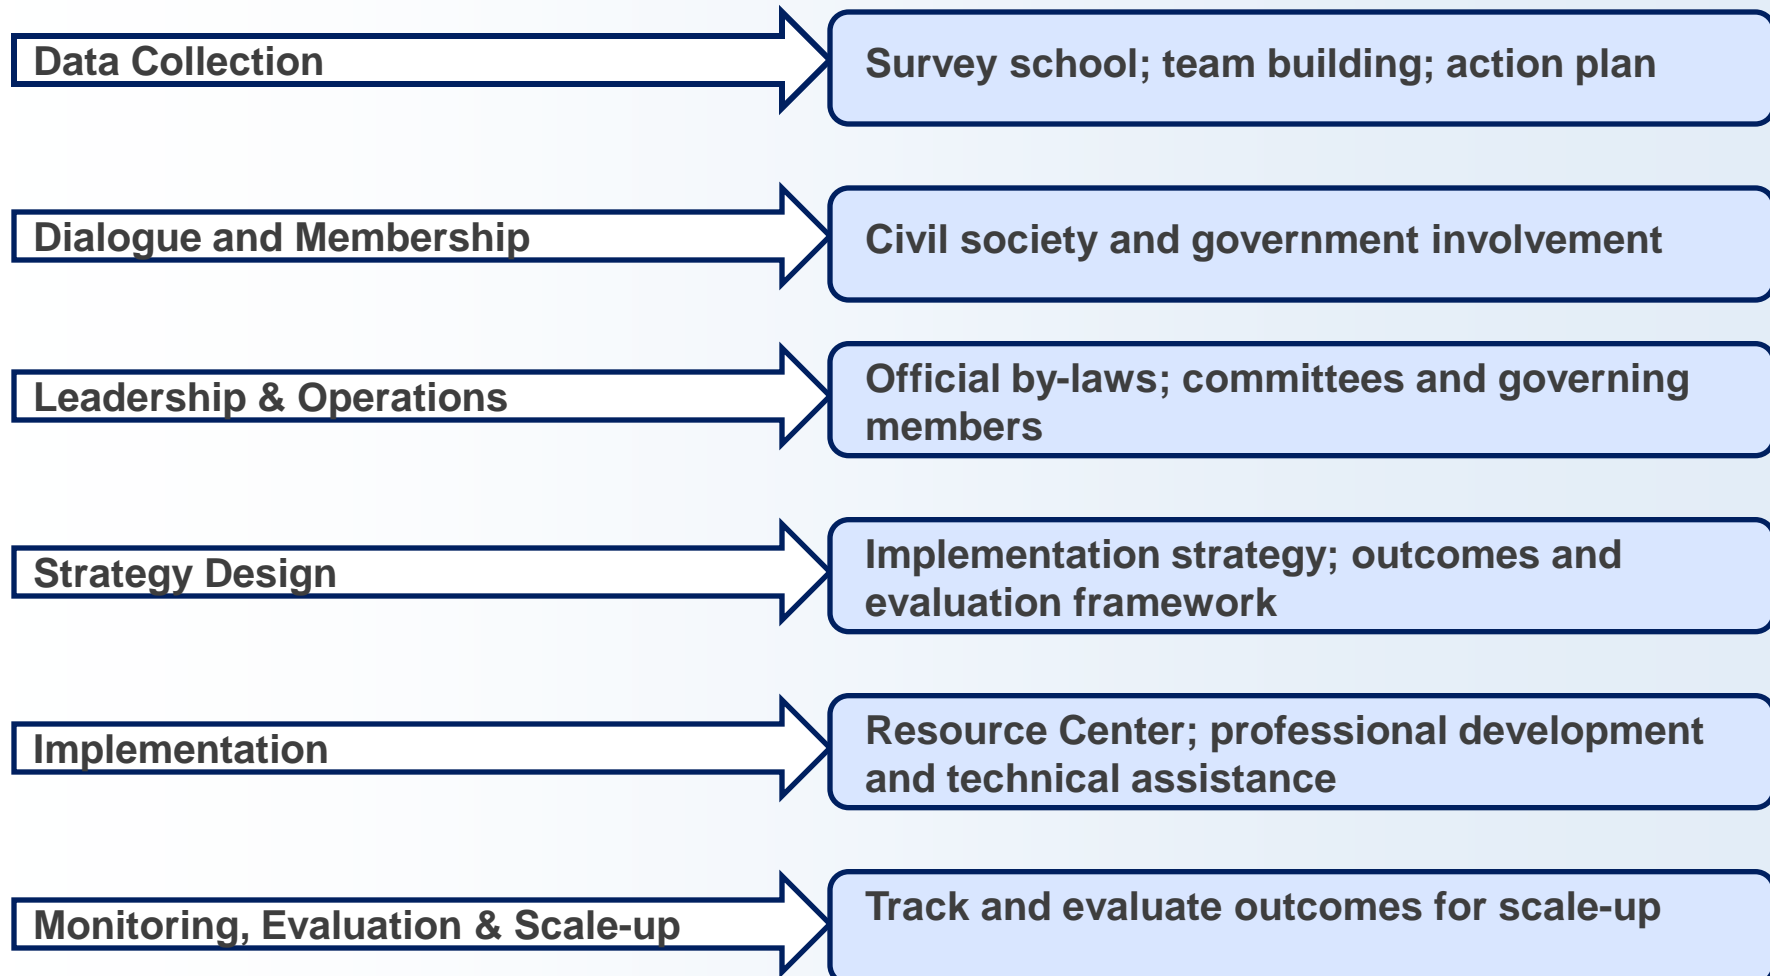 Data Collection
Survey school; team building; action plan
Dialogue and Membership
Civil society and government involvement
Leadership & Operations
Official by-laws; committees and governing
members
Strategy Design
Implementation strategy; outcomes and
evaluation framework
Implementation
Resource Center; professional development
and technical assistance
Monitoring, Evaluation & Scale-up
Track and evaluate outcomes for scale-up